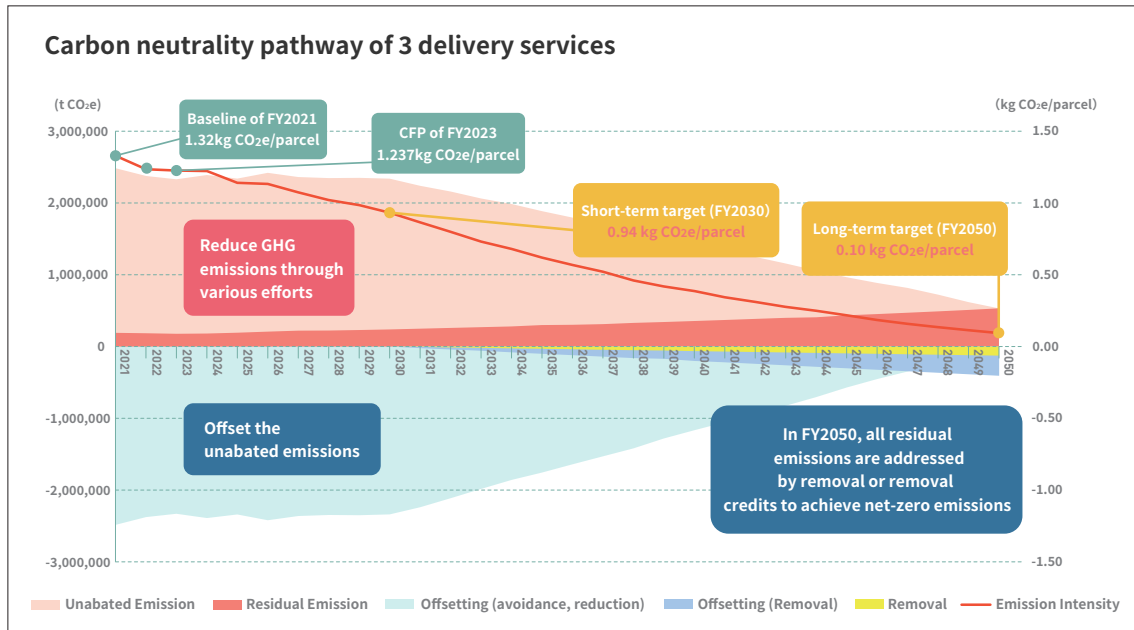 Carbon neutrality pathway of 3 delivery services
(t CO₂e)
(kg CO₂e/parcel)
3,000,000
2,000,000
1,000,000
0
-1,000,000
-2,000,000
-3,000,000
1.50
1.00
0.50
0.00
-0.50
-1.00
-1.50
Baseline of FY2021
1.32kg CO₂e/parcel
CFP of FY2023
1.237kg CO₂e/parcel
Short-term target (FY2030)
0.94 kg CO₂e/parcel
Long-term target (FY2050)
0.10 kg CO₂e/parcel
Reduce GHG
emissions through
various efforts
2021
2022
2023
2024
2025
2026
2027
2028
2029
2030
2031
2032
2033
2034
2035
2036
2037
2038
2039
2040
2041
2042
2043
2044
2045
2046
2047
2048
2049
2050
Offset the
unabated emissions
In FY2050, all residual
emissions are addressed
by removal or removal
credits to achieve net-zero emissions
Unabated Emission
Residual Emission
Offsetting (avoidance, reduction)
Offsetting (Removal)
Removal
Emission Intensity